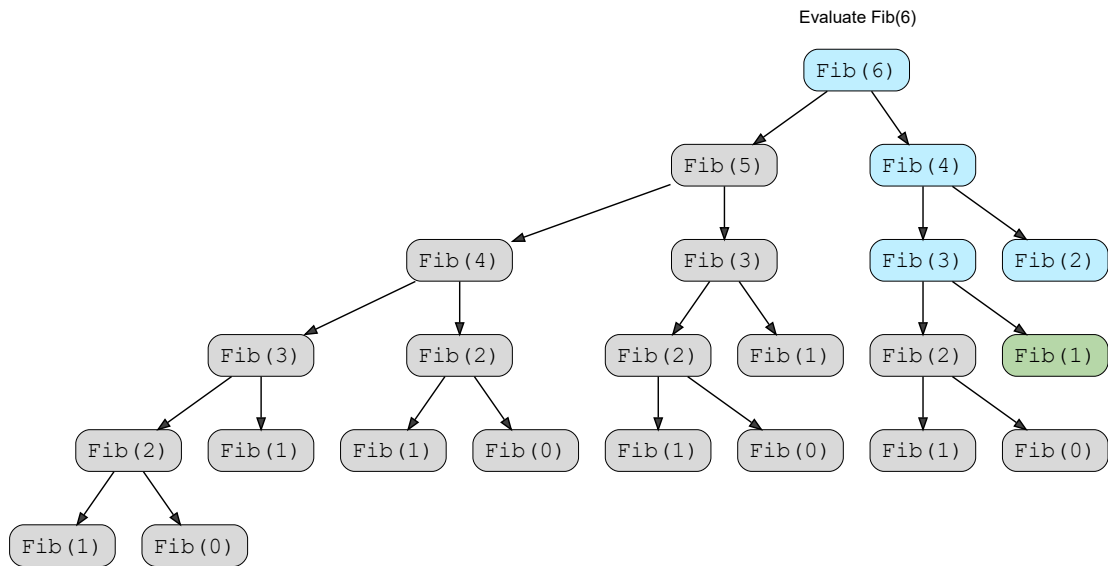 Evaluate Fib(6)
Fib(6)
Fib(5) Fib(4)
Fib(4) Fib(3) Fib(3) Fib(2)
Fib(3) Fib(2) Fib(2) Fib(1) Fib(2) Fib(1)
Fib(2) Fib(1) Fib(1) Fib(0) Fib(1) Fib(0) Fib(1) Fib(0)
Fib(1) Fib(0)